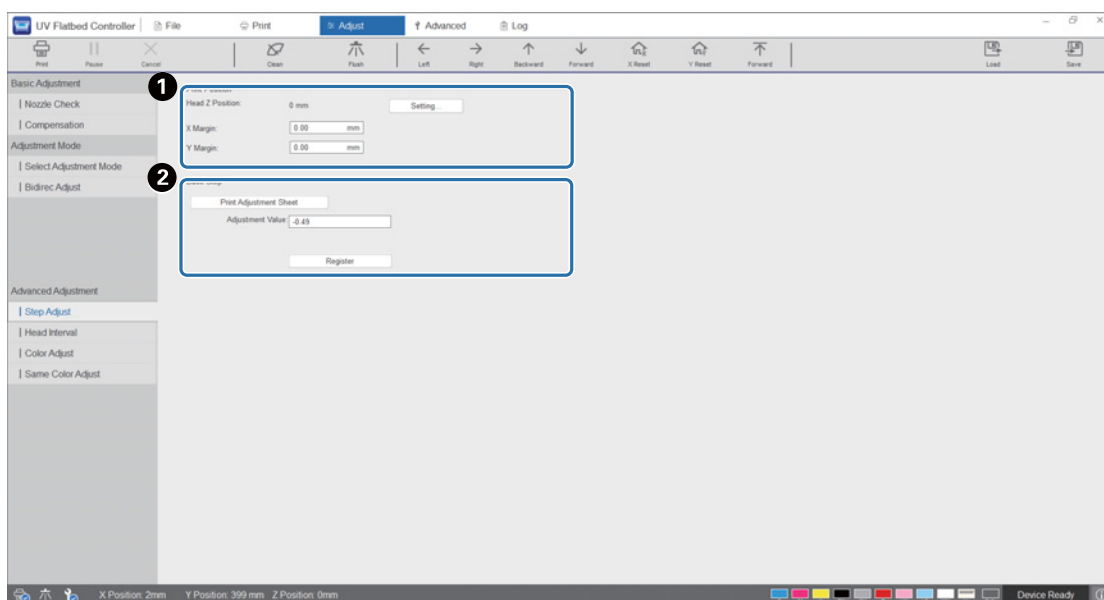 UV Flatbed Controller File Print Adjust Advanced Log
Print Pause Cancel Clean Flush Left Right Backward Forward X Reset Y Reset Forward Load Save
Basic Adjustment
Nozzle Check
Compensation
Adjustment Mode
Select Adjustment Mode
Bidirec Adjust
Advanced Adjustment
Step Adjust
Head Interval
Color Adjust
Same Color Adjust
1
Head Z Position: 0 mm Setting...
X Margin: 0.00 mm
Y Margin: 0.00 mm
2
Print Adjustment Sheet
Adjustment Value: -0.49
Register
X Position: 2mm Y Position: 399 mm Z Position: 0mm Device Ready